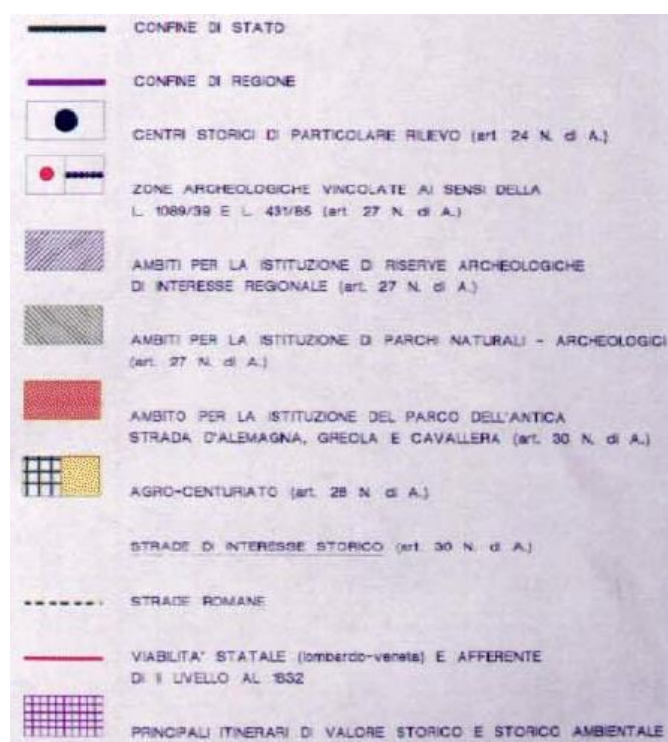 CONFINE DI STATO
CONFINE DI REGIONE
CENTRI STORICI DI PARTICOLARE RILIEVO (art. 24 N. di A.)
ZONE ARCHEOLOGICHE VINCOLATE AI SENSI DELLA
L. 1089/39 E L. 431/85 (art. 27 N. di A.)
AMBITI PER LA ISTITUZIONE DI RISERVE ARCHEOLOGICHE
DI INTERESSE REGIONALE (art. 27 N. di A.)
AMBITI PER LA ISTITUZIONE DI PARCHI NATURALI - ARCHEOLOGICI
(art. 27 N. di A.)
AMBITO PER LA ISTITUZIONE DEL PARCO DELL'ANTICA
STRADA D'ALEMAGNA, GREOLA E CAVALLERA (art. 30 N. di A.)
AGRO-CENTURIATO (art. 28 N. di A.)
STRADE DI INTERESSE STORICO (art. 30 N. di A.)
STRADE ROMANE
VIABILITA' STATALE (lombardo-veneta) E AFFERENTE
DI II LIVELLO AL 1832
PRINCIPALI ITINERARI DI VALORE STORICO E STORICO AMBIENTALE